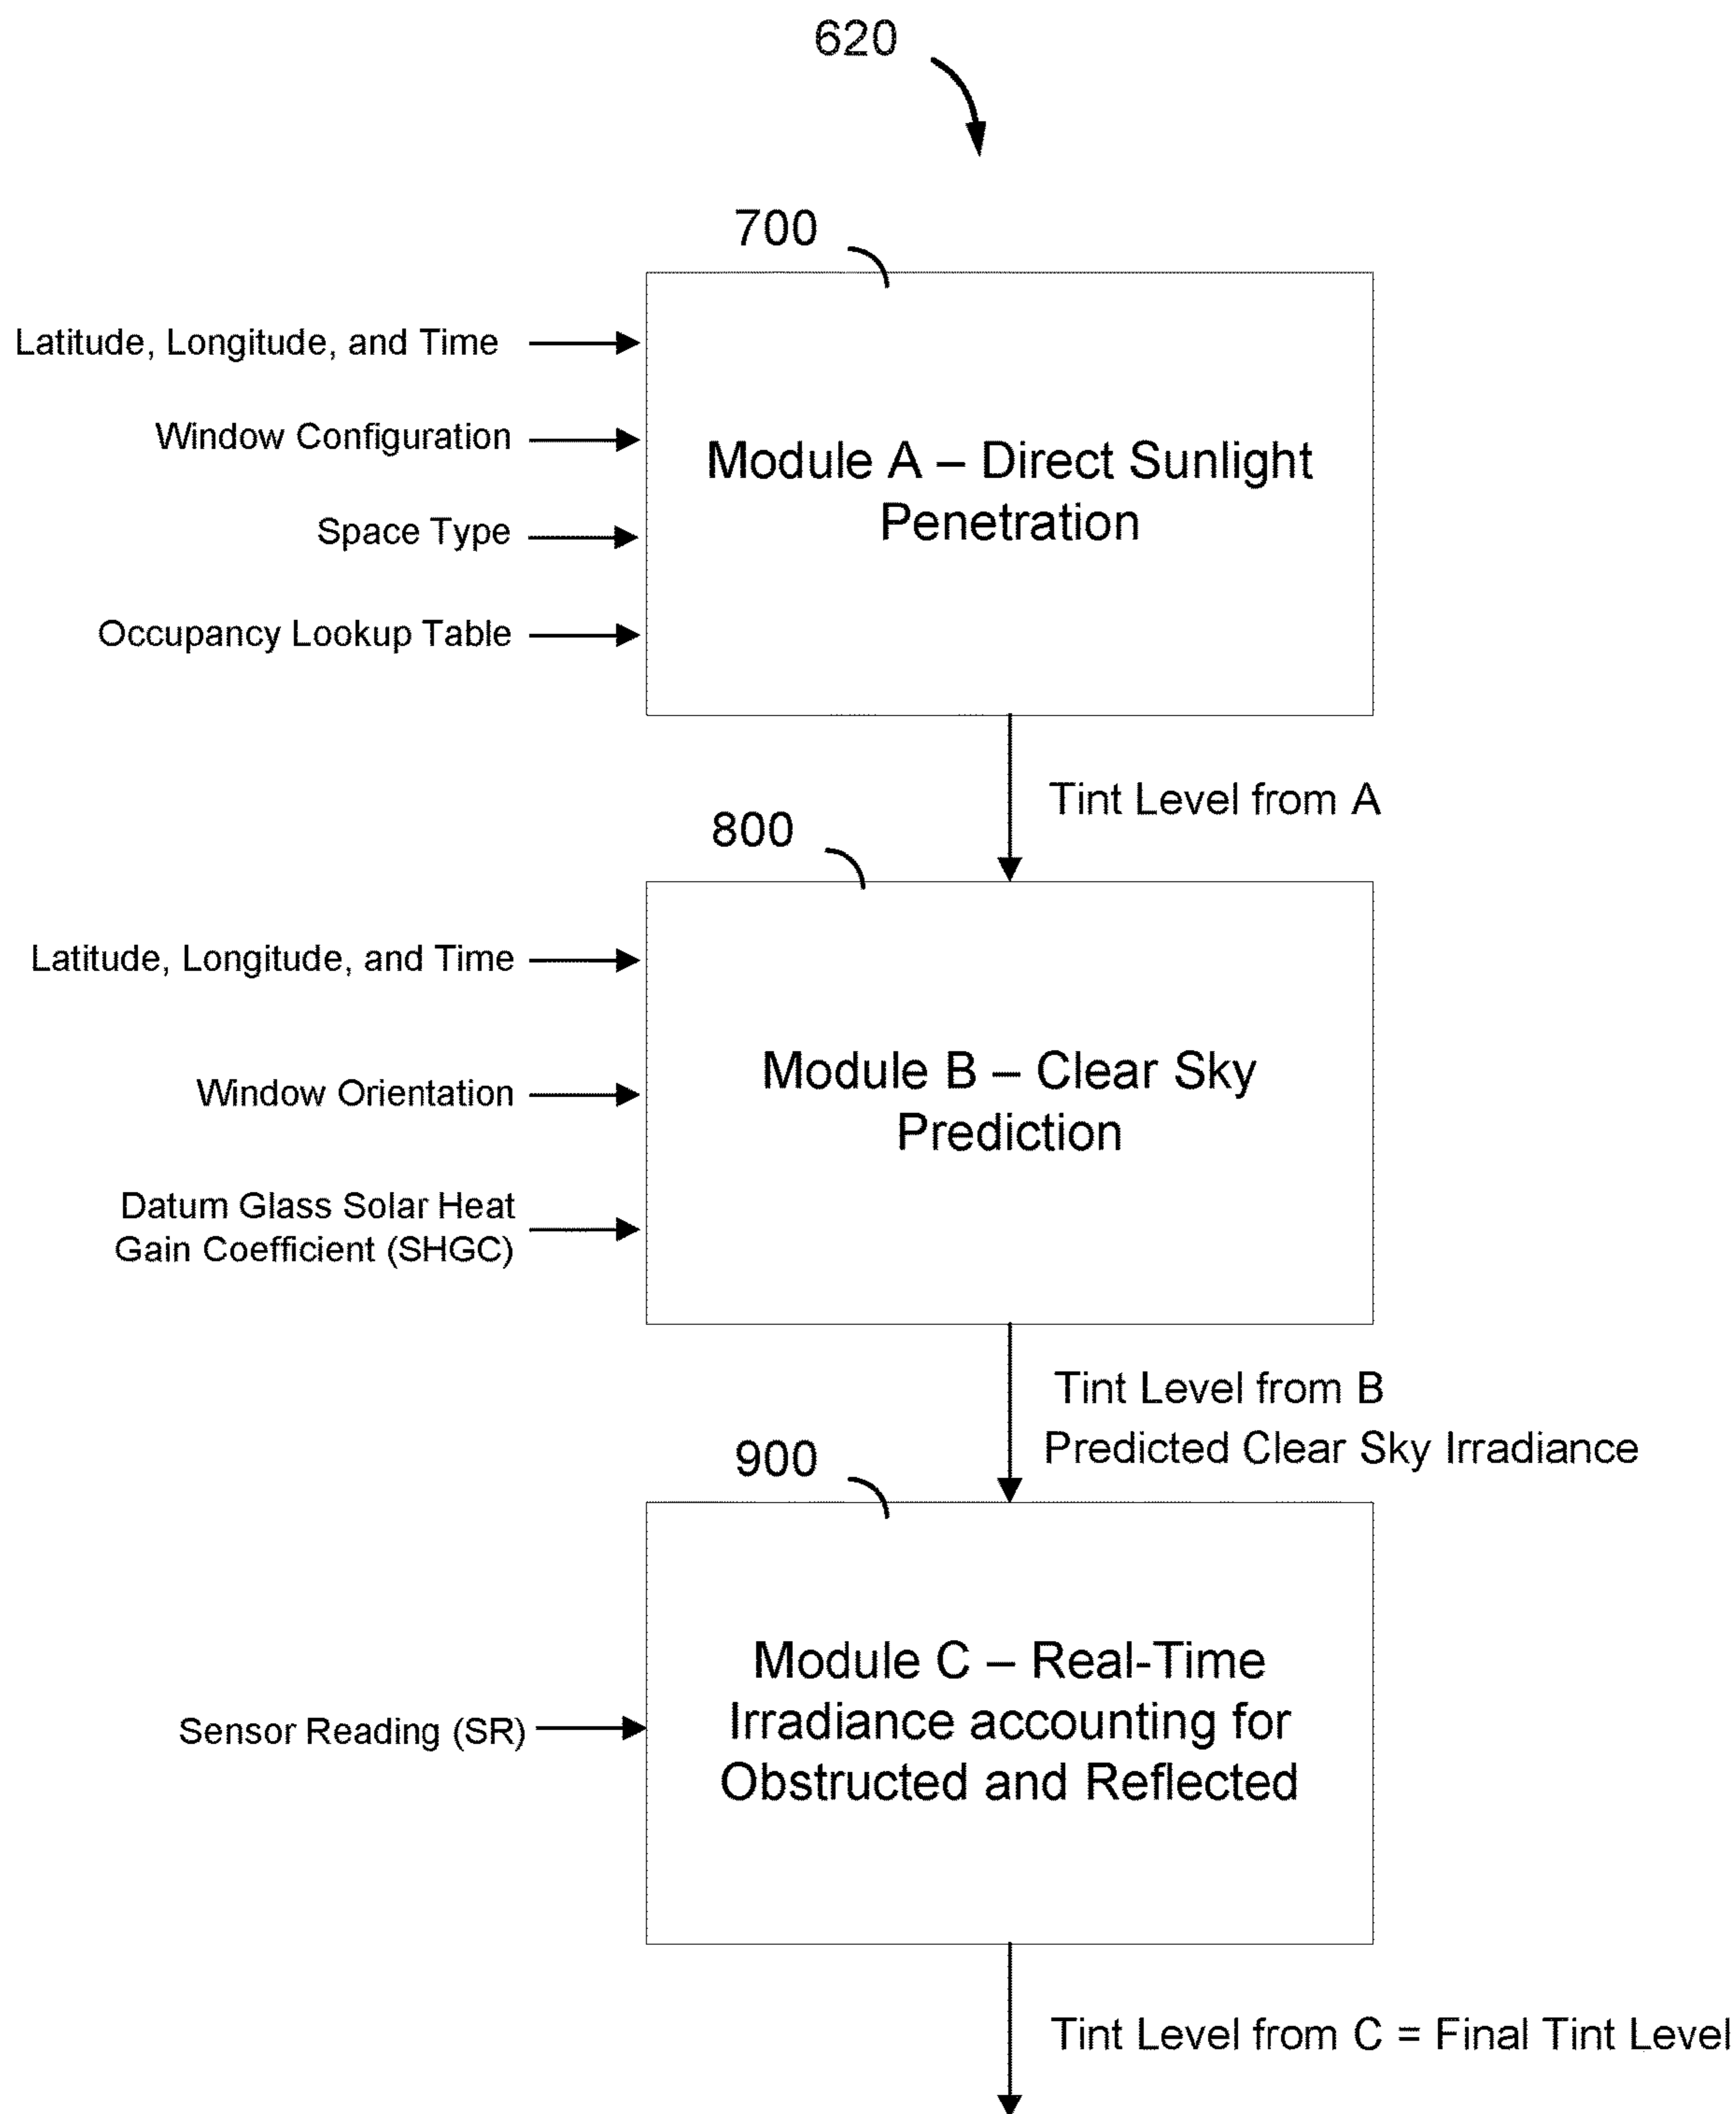 620
700
Latitude, Longitude, and Time
Window Configuration
Space Type
Occupancy Lookup Table
Module A – Direct Sunlight
Penetration
Tint Level from A
800
Latitude, Longitude, and Time
Window Orientation
Datum Glass Solar Heat
Gain Coefficient (SHGC)
Module B – Clear Sky
Prediction
Tint Level from B
Predicted Clear Sky Irradiance
900
Sensor Reading (SR)
Module C – Real-Time
Irradiance accounting for
Obstructed and Reflected
Tint Level from C = Final Tint Level